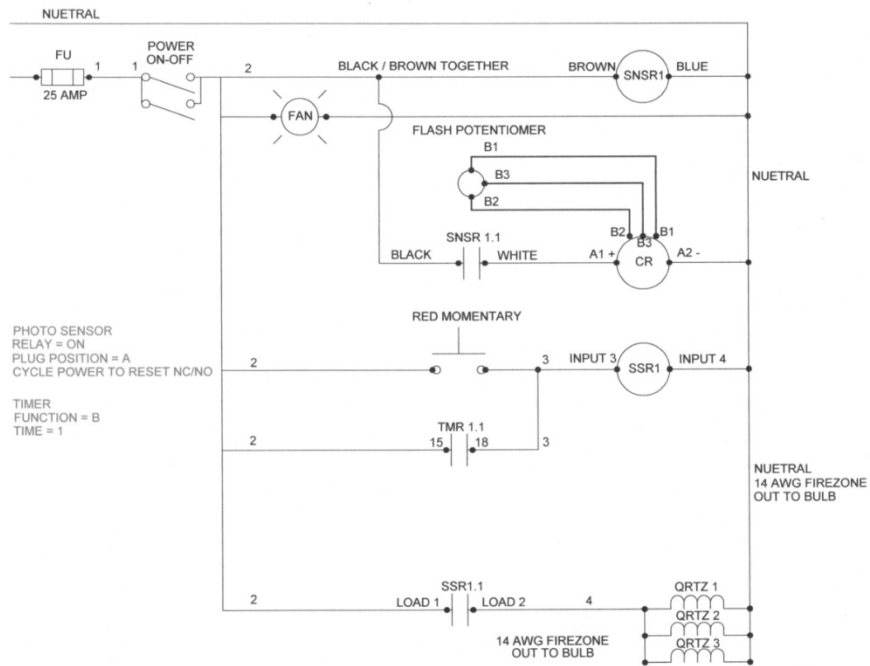 NUETRAL
FU
25 AMP
1
1
POWER
ON-OFF
2
BLACK / BROWN TOGETHER
BROWN
SNSR1
BLUE
FAN
FLASH POTENTIOMER
B1
B3
B2
NUETRAL
B2
B3
B1
SNSR 1.1
BLACK
WHITE
A1 +
CR
A2 -
RED MOMENTARY
PHOTO SENSOR
RELAY = ON
PLUG POSITION = A
CYCLE POWER TO RESET NC/NO
TIMER
FUNCTION = B
TIME = 1
2
3
INPUT 3
SSR1
INPUT 4
TMR 1.1
2
15
18
3
NUETRAL
14 AWG FIREZONE
OUT TO BULB
SSR1.1
2
LOAD 1
LOAD 2
4
QRTZ 1
QRTZ 2
QRTZ 3
14 AWG FIREZONE
OUT TO BULB